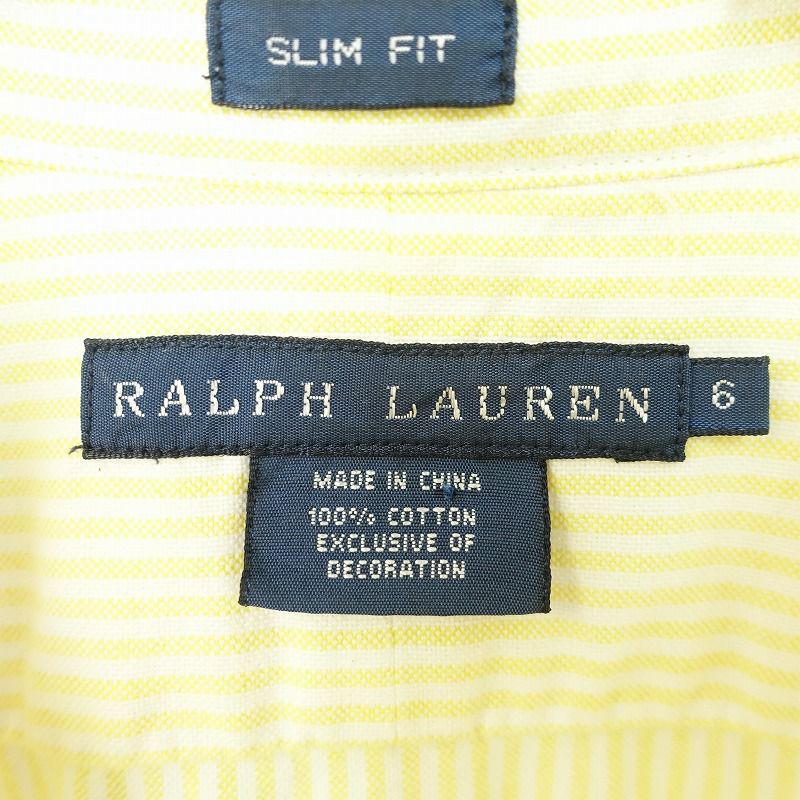 SLIM FIT
RALPH LAUREN 6
MADE IN CHINA
100% COTTON
EXCLUSIVE OF
DECORATION